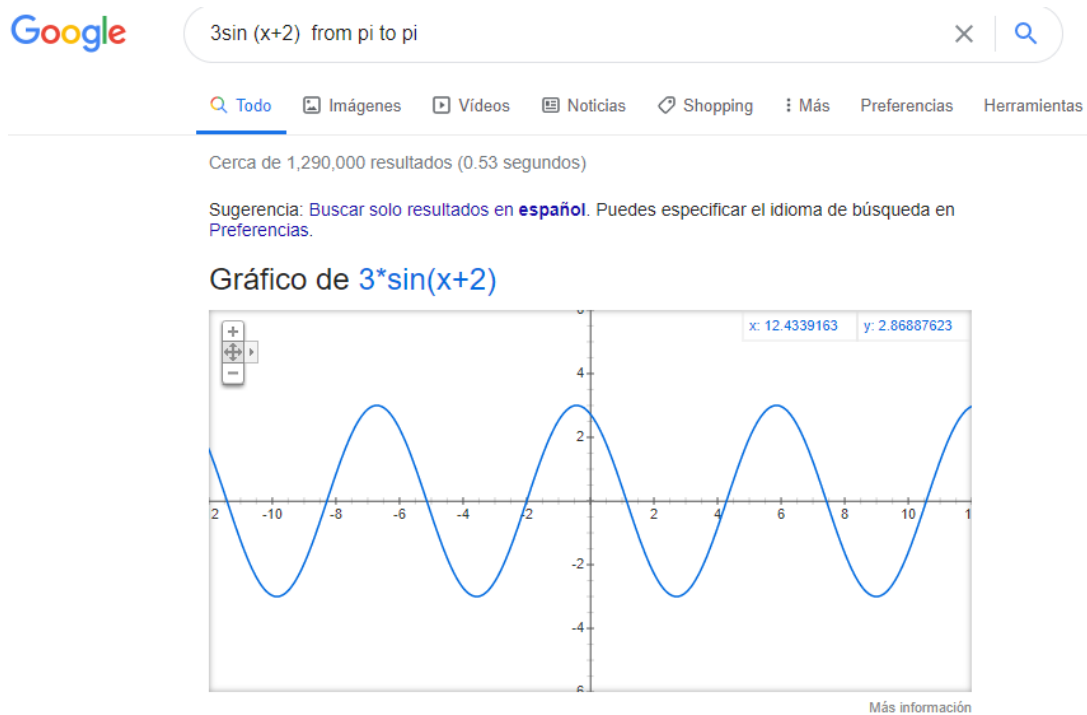 Google
3sin (x+2)  from pi to pi
Todo Imágenes Vídeos Noticias Shopping Más Preferencias Herramientas
Cerca de 1,290,000 resultados (0.53 segundos)
Sugerencia: Buscar solo resultados en español. Puedes especificar el idioma de búsqueda en
Preferencias.
Gráfico de 3*sin(x+2)
x: 12.4339163 y: 2.86887623
4
2
2 -10 -8 -6 -4 -2 2 4 6 8 10 1
-2
-4
Más información